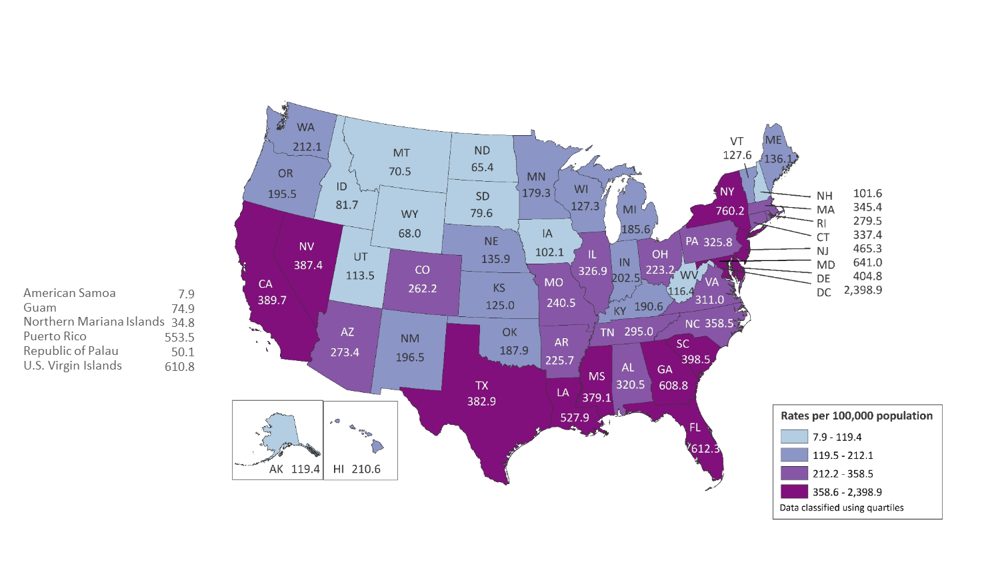 WA
212.1
OR
195.5
ID
81.7
MT
70.5
ND
65.4
SD
79.6
WY
68.0
MN
179.3
WI
127.3
MI
185.6
VT
127.6
ME
136.1
NY
760.2
NH 101.6
MA 345.4
RI 279.5
CT 337.4
NJ 465.3
MD 641.0
DE 404.8
DC 2,398.9
PA 325.8
NV
387.4
CA
389.7
UT
113.5
CO
262.2
NE
135.9
IA
102.1
KS
125.0
MO
240.5
IL
326.9
IN
202.5
OH
223.2
WV
116.4
VA
311.0
KY 190.6
TN 295.0
NC 358.5
SC
398.5
GA
608.8
AL
320.5
MS
379.1
LA
527.9
AR
225.7
OK
187.9
TX
382.9
NM
196.5
AZ
273.4
FL
612.3
American Samoa 7.9
Guam 74.9
Northern Mariana Islands 34.8
Puerto Rico 553.5
Republic of Palau 50.1
U.S. Virgin Islands 610.8
AK 119.4
HI 210.6
Rates per 100,000 population
7.9 - 119.4
119.5 - 212.1
212.2 - 358.5
358.6 - 2,398.9
Data classified using quartiles